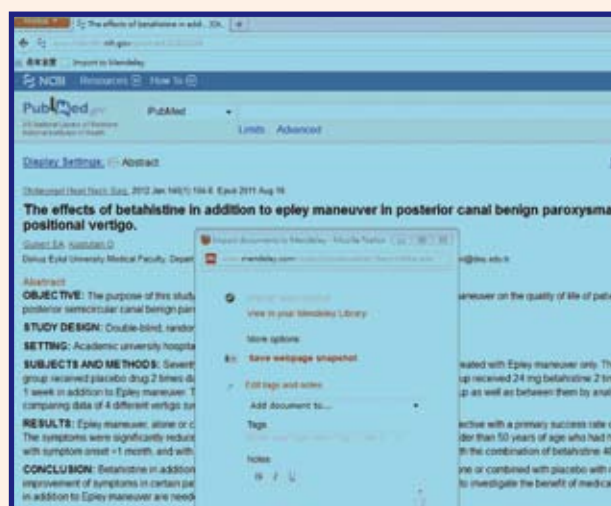 The effects of betahistine in add... [Ot...
nih.gov
Import to Mendeley
NCBI Resources How To
PubMed.gov
US National Library of Medicine
National Institutes of Health
PubMed
Limits Advanced
Display Settings: Abstract
Otolaryngol Head Neck Surg. 2012 Jan;146(1):104-8. Epub 2011 Aug 16
The effects of betahistine in addition to epley maneuver in posterior canal benign paroxysma
positional vertigo.
Guneri EA, Kustutan O.
Dokuz Eylul University Medical Faculty, Depart
Abstract
OBJECTIVE: The purpose of this study
aneuver on the quality of life of pati
posterior semicircular canal benign par
STUDY DESIGN: Double-blind, random
SETTING: Academic university hospita
SUBJECTS AND METHODS: Sevent
eated with Epley maneuver only. Th
group received placebo drug 2 times da
up received 24 mg betahistine 2 tim
1 week in addition to Epley maneuver. T
up as well as between them by anal
comparing data of 4 different vertigo sy
RESULTS: Epley maneuver, alone or c
ective with a primary success rate o
The symptoms were significantly reduce
der than 50 years of age who had h
with symptom onset <1 month, and with
th the combination of betahistine 48
CONCLUSION: Betahistine in addition
ne or combined with placebo with r
improvement of symptoms in certain pa
to investigate the benefit of medica
in addition to Epley maneuver are neede
Import documents to Mendeley - Mozilla Firefox
mendeley.com
View in your Mendeley Library
More options:
Save webpage snapshot
Edit tags and notes
Add document to...
Tags
Notes
B I U